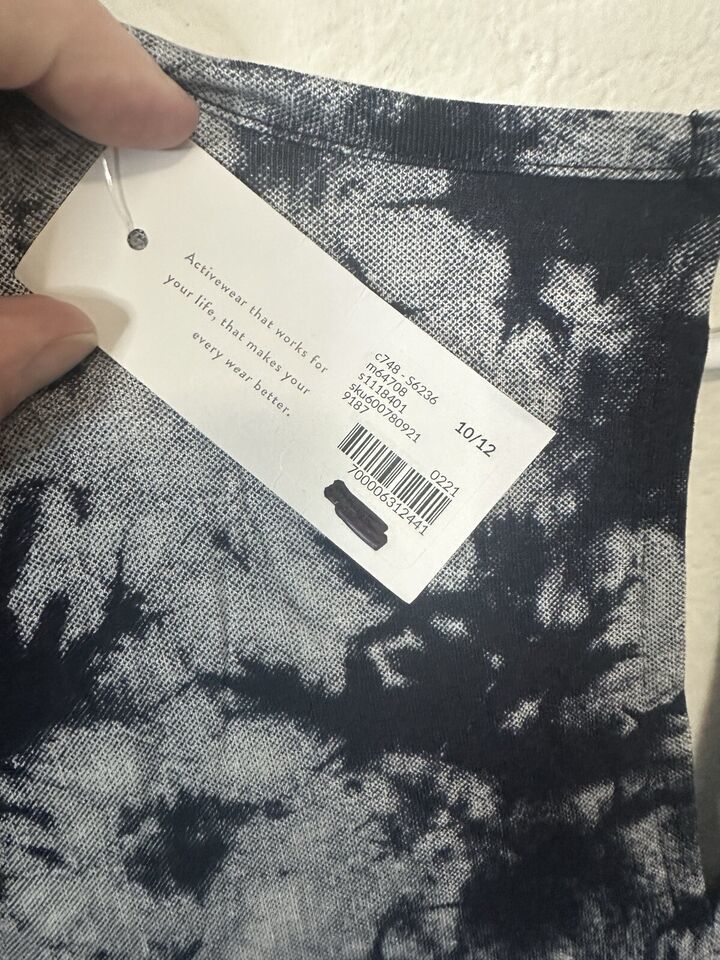 Activewear that works for
your life, that makes your
every wear better.
c748 . S6236
m64708
s1118401
sku600780921
9187
10/12
0221
700006312441